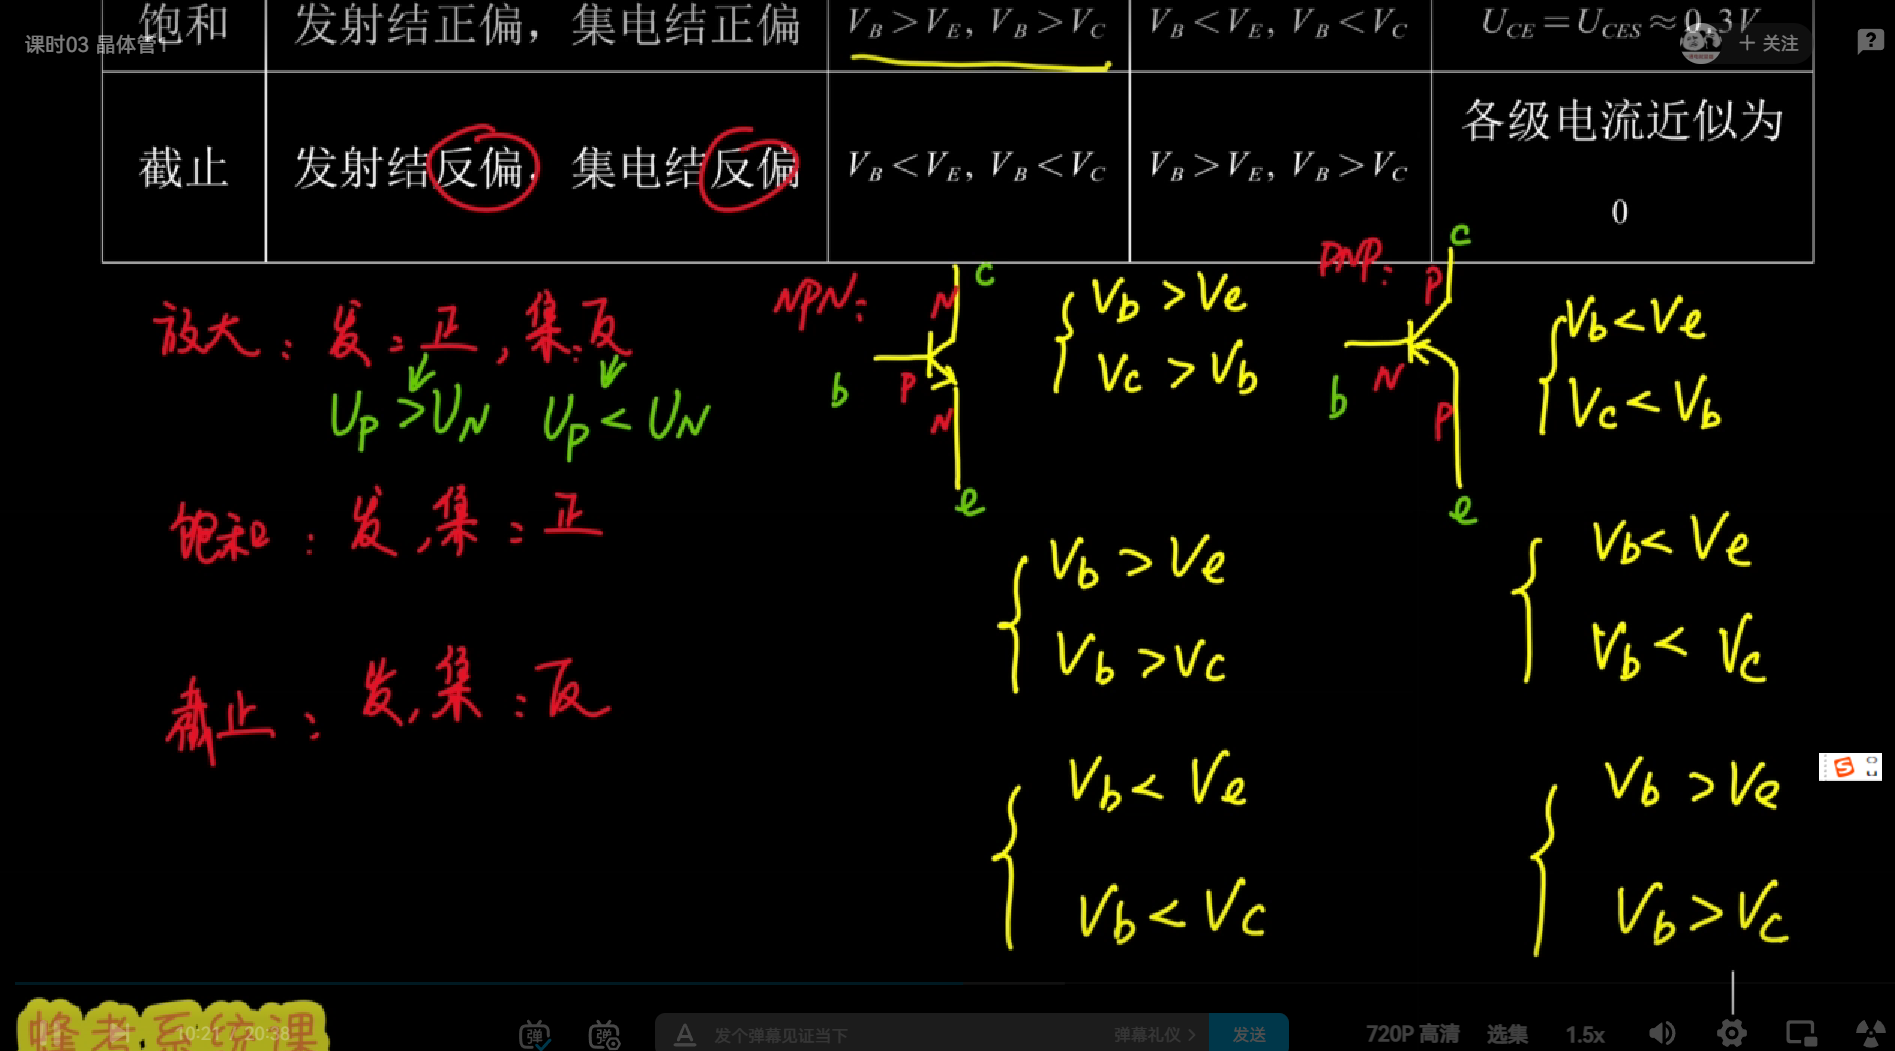 课时03 晶体管1
饱和 发射结正偏，集电结正偏 V_B > V_E, V_B > V_C V_B < V_E, V_B < V_C U_CE = U_CES ≈ 0.3V
+ 关注
截止 发射结反偏，集电结反偏 V_B < V_E, V_B < V_C V_B > V_E, V_B > V_C 各级电流近似为
0
放大：发：正，集：反
U_P > U_N U_P < U_N
饱和：发，集：正
截止：发，集：反
NPN：
c
N
b
P
N
e
V_b > V_e
V_c > V_b
V_b > V_e
V_b > V_c
V_b < V_e
V_b < V_c
PNP：
c
P
b
N
P
e
V_b < V_e
V_c < V_b
V_b < V_e
V_b < V_c
V_b > V_e
V_b > V_c
蜂考系统课
10:21 / 20:38
弹 弹 A 发个弹幕见证当下 弹幕礼仪 > 发送 720P 高清 选集 1.5x